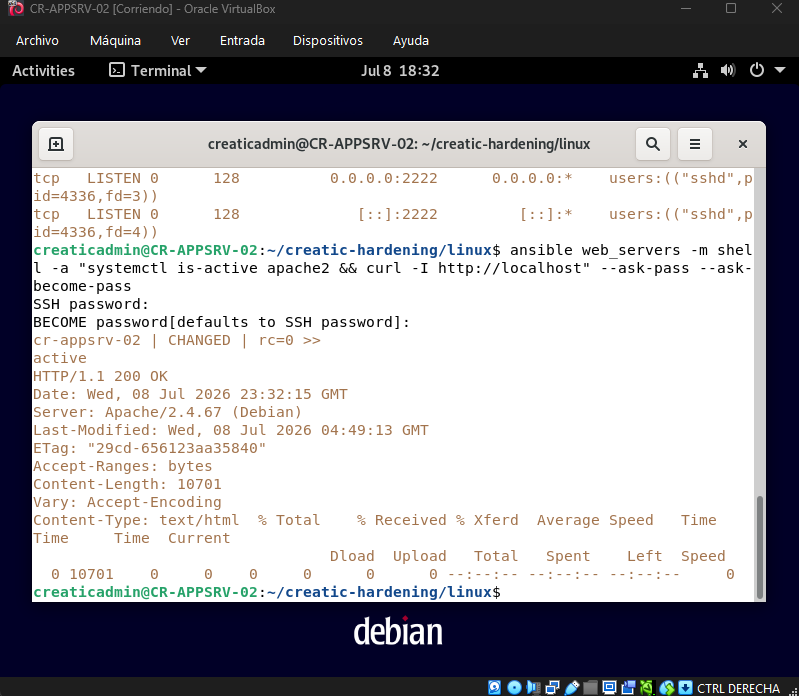 CR-APPSRV-02 [Corriendo] - Oracle VirtualBox
Archivo Máquina Ver Entrada Dispositivos Ayuda
Activities Terminal Jul 8 18:32
creaticadmin@CR-APPSRV-02: ~/creatic-hardening/linux
tcp LISTEN 0 128 0.0.0.0:2222 0.0.0.0:* users:(("sshd",p
id=4336,fd=3))
tcp LISTEN 0 128 [::]:2222 [::]:* users:(("sshd",p
id=4336,fd=4))
creaticadmin@CR-APPSRV-02:~/creatic-hardening/linux$ ansible web_servers -m shel
l -a "systemctl is-active apache2 && curl -I http://localhost" --ask-pass --ask-
become-pass
SSH password:
BECOME password[defaults to SSH password]:
cr-appsrv-02 | CHANGED | rc=0 >>
active
HTTP/1.1 200 OK
Date: Wed, 08 Jul 2026 23:32:15 GMT
Server: Apache/2.4.67 (Debian)
Last-Modified: Wed, 08 Jul 2026 04:49:13 GMT
ETag: "29cd-656123aa35840"
Accept-Ranges: bytes
Content-Length: 10701
Vary: Accept-Encoding
Content-Type: text/html % Total % Received % Xferd Average Speed Time
Time Time Current
Dload Upload Total Spent Left Speed
0 10701 0 0 0 0 0 0 --:--:-- --:--:-- --:--:-- 0
creaticadmin@CR-APPSRV-02:~/creatic-hardening/linux$
debian
CTRL DERECHA